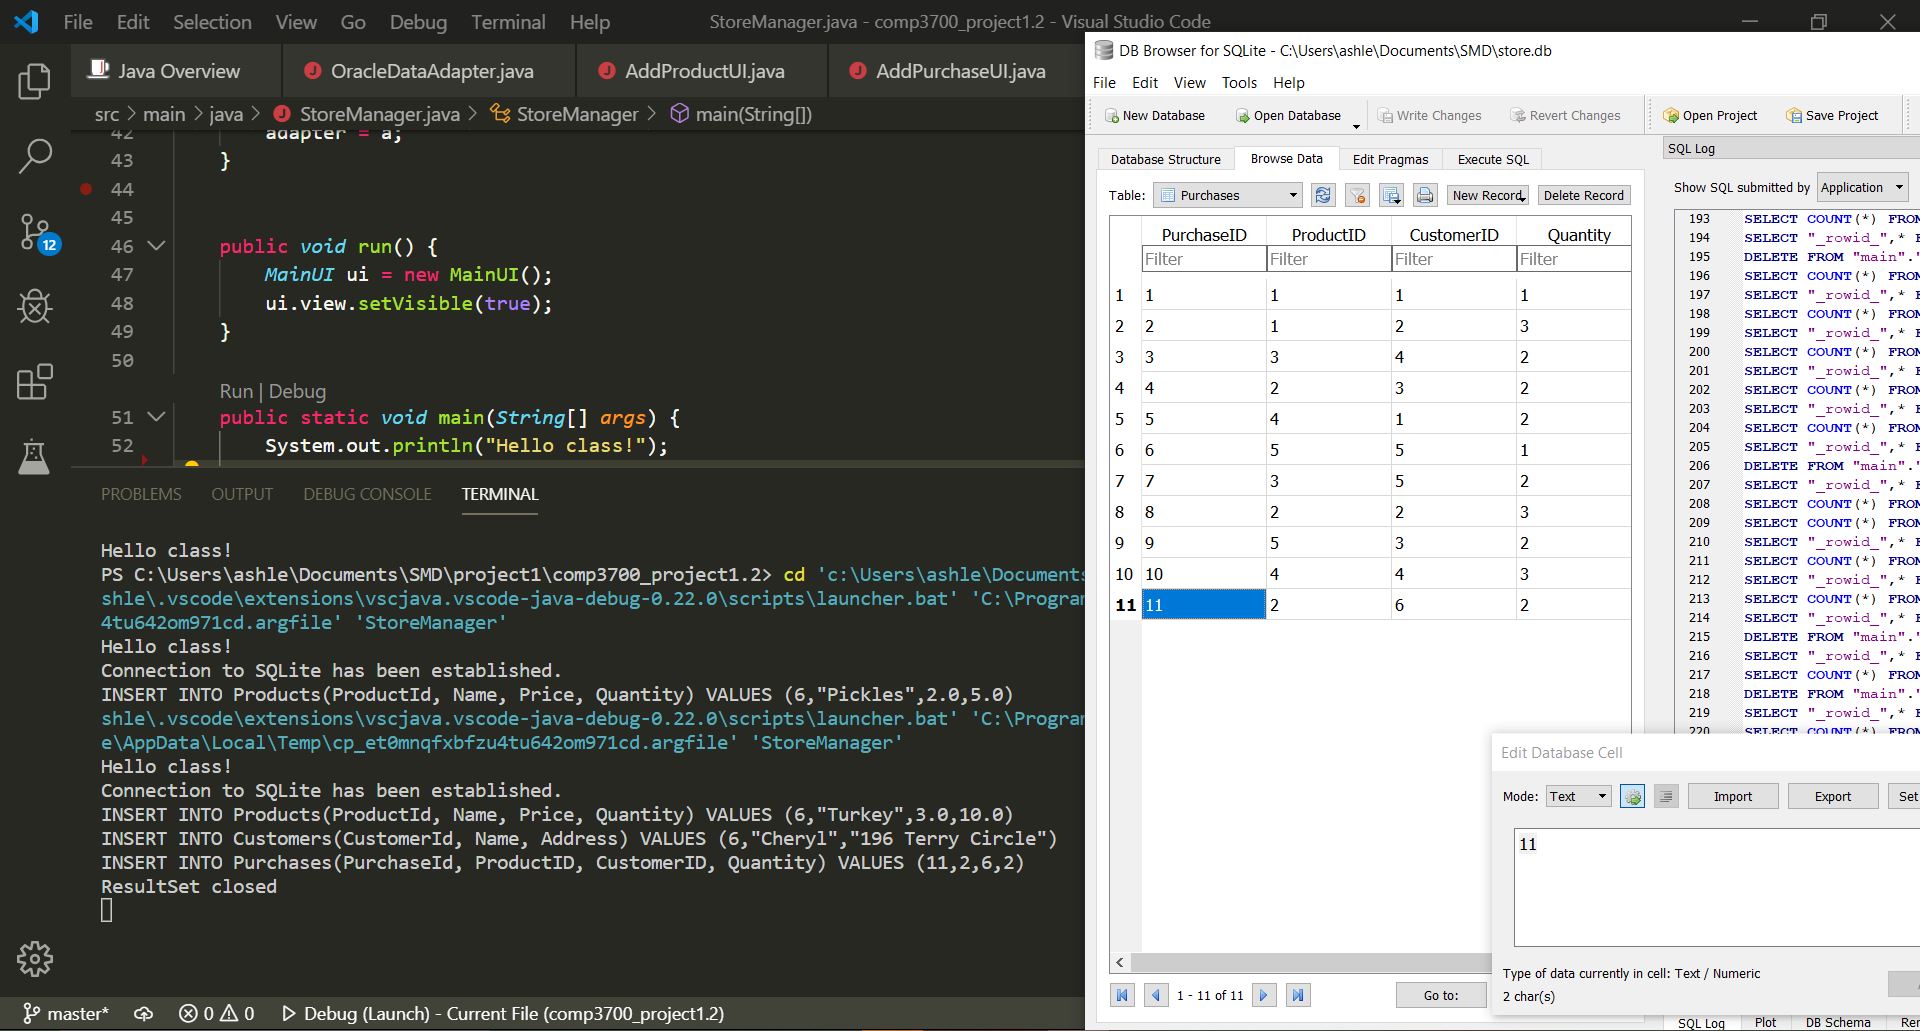 File Edit Selection View Go Debug Terminal Help
StoreManager.java - comp3700_project1.2 - Visual Studio Code
Java Overview
OracleDataAdapter.java
AddProductUI.java
AddPurchaseUI.java
src > main > java > StoreManager.java > StoreManager > main(String[])
42 adapter = a;
43 }
44
45
46 public void run() {
47 MainUI ui = new MainUI();
48 ui.view.setVisible(true);
49 }
50
Run | Debug
51 public static void main(String[] args) {
52 System.out.println("Hello class!");
12
PROBLEMS OUTPUT DEBUG CONSOLE TERMINAL
Hello class!
PS C:\Users\ashle\Documents\SMD\project1\comp3700_project1.2> cd 'c:\Users\ashle\Documents
shle\.vscode\extensions\vscjava.vscode-java-debug-0.22.0\scripts\launcher.bat' 'C:\Program
4tu642om971cd.argfile' 'StoreManager'
Hello class!
Connection to SQLite has been established.
INSERT INTO Products(ProductId, Name, Price, Quantity) VALUES (6,"Pickles",2.0,5.0)
shle\.vscode\extensions\vscjava.vscode-java-debug-0.22.0\scripts\launcher.bat' 'C:\Program
e\AppData\Local\Temp\cp_et0mnqfxbfzu4tu642om971cd.argfile' 'StoreManager'
Hello class!
Connection to SQLite has been established.
INSERT INTO Products(ProductId, Name, Price, Quantity) VALUES (6,"Turkey",3.0,10.0)
INSERT INTO Customers(CustomerId, Name, Address) VALUES (6,"Cheryl","196 Terry Circle")
INSERT INTO Purchases(PurchaseId, ProductID, CustomerID, Quantity) VALUES (11,2,6,2)
ResultSet closed
master* 0 0 Debug (Launch) - Current File (comp3700_project1.2)
DB Browser for SQLite - C:\Users\ashle\Documents\SMD\store.db
File Edit View Tools Help
New Database Open Database Write Changes Revert Changes Open Project Save Project
Database Structure Browse Data Edit Pragmas Execute SQL
Table: Purchases New Record Delete Record
PurchaseID ProductID CustomerID Quantity
Filter Filter Filter Filter
1 1 1 1 1
2 2 1 2 3
3 3 3 4 2
4 4 2 3 2
5 5 4 1 2
6 6 5 5 1
7 7 3 5 2
8 8 2 2 3
9 9 5 3 2
10 10 4 4 3
11 11 2 6 2
1 - 11 of 11 Go to:
SQL Log
Show SQL submitted by Application
193 SELECT COUNT(*) FROM
194 SELECT "_rowid_",*
195 DELETE FROM "main".
196 SELECT COUNT(*) FROM
197 SELECT "_rowid_",*
198 SELECT COUNT(*) FROM
199 SELECT "_rowid_",*
200 SELECT COUNT(*) FROM
201 SELECT "_rowid_",*
202 SELECT COUNT(*) FROM
203 SELECT "_rowid_",*
204 SELECT COUNT(*) FROM
205 SELECT "_rowid_",*
206 DELETE FROM "main".
207 SELECT "_rowid_",*
208 SELECT COUNT(*) FROM
209 SELECT COUNT(*) FROM
210 SELECT "_rowid_",*
211 SELECT COUNT(*) FROM
212 SELECT "_rowid_",*
213 SELECT COUNT(*) FROM
214 SELECT "_rowid_",*
215 DELETE FROM "main".
216 SELECT "_rowid_",*
217 SELECT COUNT(*) FROM
218 DELETE FROM "main".
219 SELECT "_rowid_",*
220 SELECT COUNT(*) FROM
Edit Database Cell
Mode: Text Import Export Set
11
Type of data currently in cell: Text / Numeric
2 char(s)
SQL Log Plot DB Schema